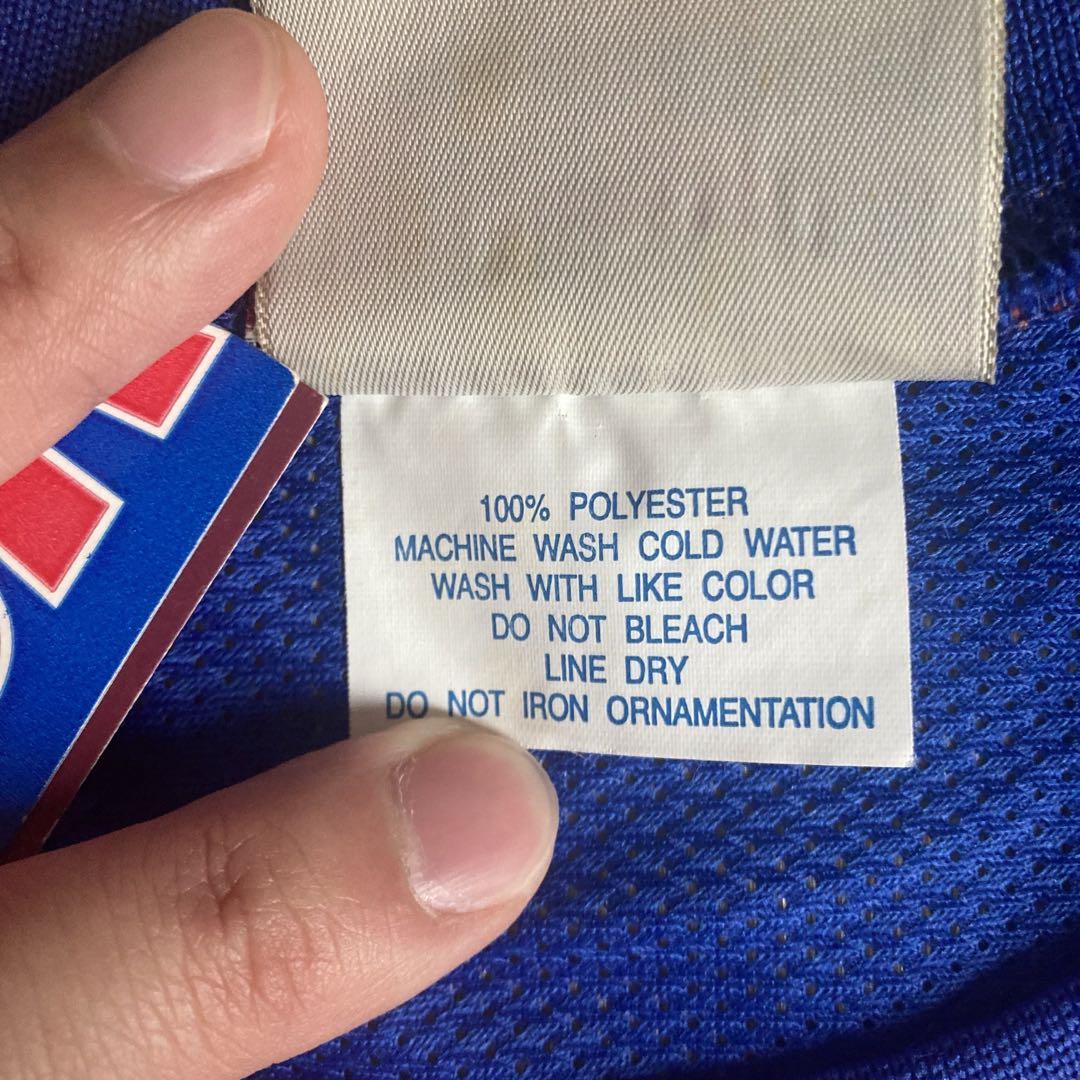 100% POLYESTER
MACHINE WASH COLD WATER
WASH WITH LIKE COLOR
DO NOT BLEACH
LINE DRY
DO NOT IRON ORNAMENTATION